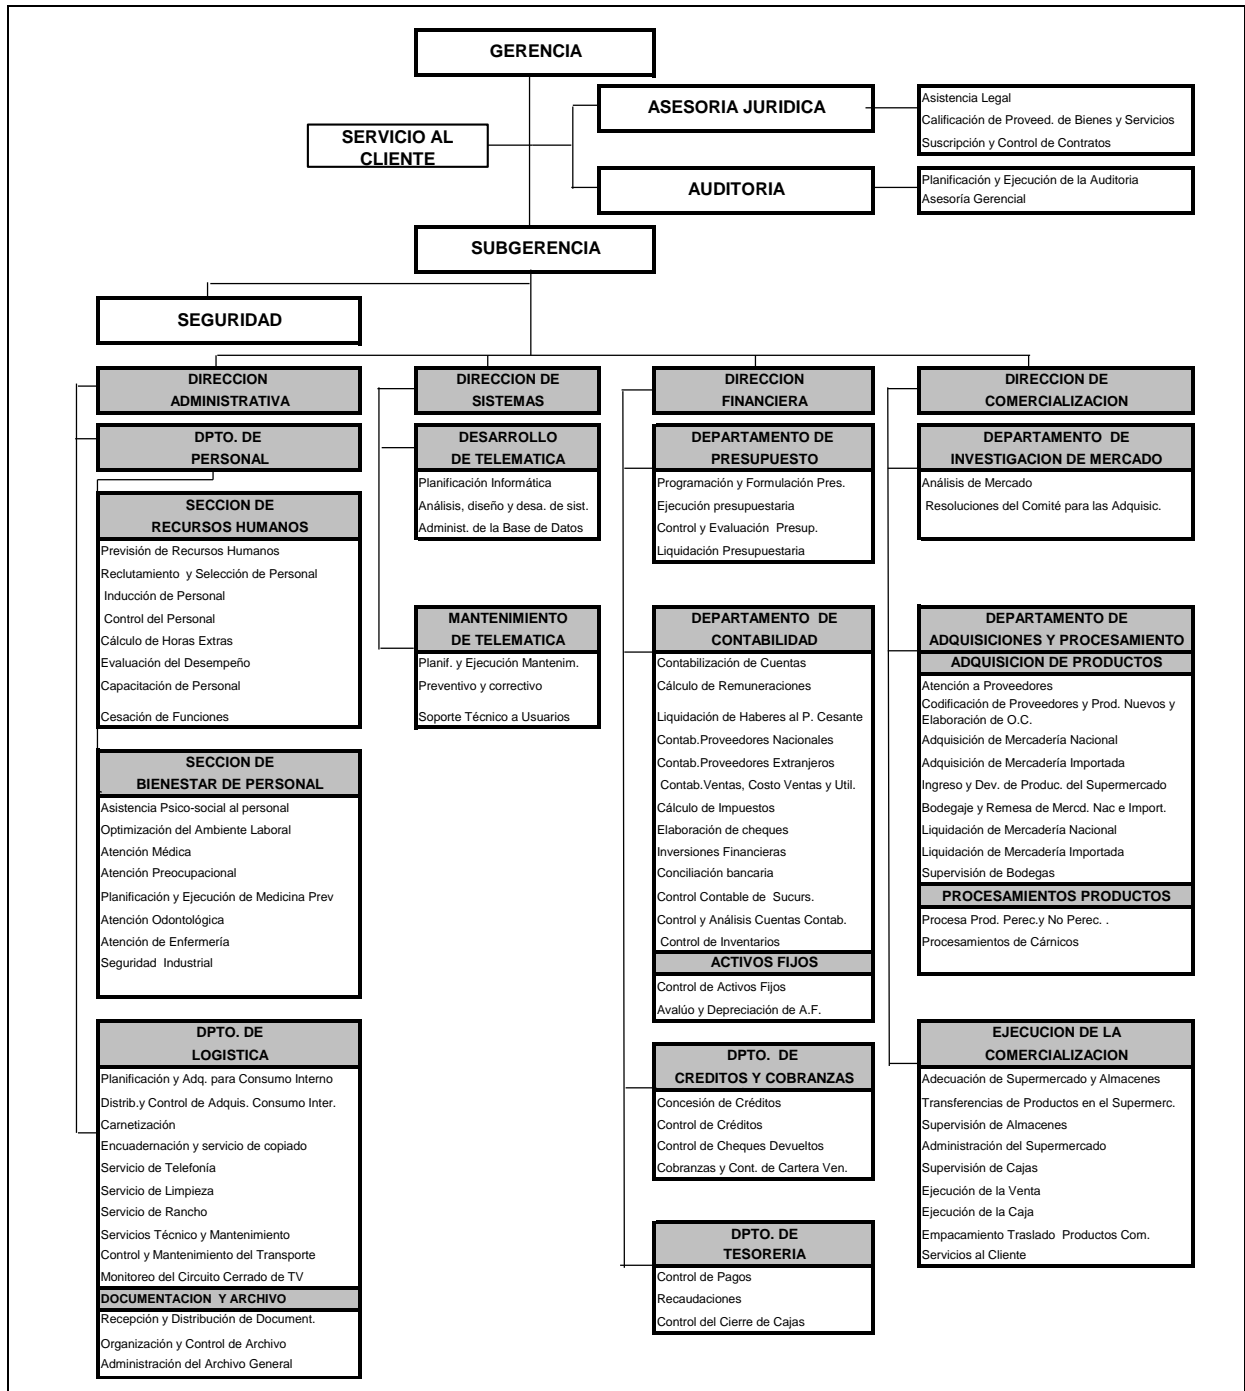 GERENCIA
ASESORIA JURIDICA
Asistencia Legal
Calificación de Proveed. de Bienes y Servicios
Suscripción y Control de Contratos
SERVICIO AL
CLIENTE
AUDITORIA
Planificación y Ejecución de la Auditoria
Asesoría Gerencial
SUBGERENCIA
SEGURIDAD
DIRECCION
ADMINISTRATIVA
DPTO. DE
PERSONAL
SECCION DE
RECURSOS HUMANOS
Previsión de Recursos Humanos
Reclutamiento y Selección de Personal
Inducción de Personal
Control del Personal
Cálculo de Horas Extras
Evaluación del Desempeño
Capacitación de Personal
Cesación de Funciones
SECCION DE
BIENESTAR DE PERSONAL
Asistencia Psico-social al personal
Optimización del Ambiente Laboral
Atención Médica
Atención Preocupacional
Planificación y Ejecución de Medicina Prev
Atención Odontológica
Atención de Enfermería
Seguridad Industrial
DPTO. DE
LOGISTICA
Planificación y Adq. para Consumo Interno
Distrib.y Control de Adquis. Consumo Inter.
Carnetización
Encuadernación y servicio de copiado
Servicio de Telefonía
Servicio de Limpieza
Servicio de Rancho
Servicios Técnico y Mantenimiento
Control y Mantenimiento del Transporte
Monitoreo del Circuito Cerrado de TV
DOCUMENTACION Y ARCHIVO
Recepción y Distribución de Document.
Organización y Control de Archivo
Administración del Archivo General
DIRECCION DE
SISTEMAS
DESARROLLO
DE TELEMATICA
Planificación Informática
Análisis, diseño y desa. de sist.
Administ. de la Base de Datos
MANTENIMIENTO
DE TELEMATICA
Planif. y Ejecución Mantenim.
Preventivo y correctivo
Soporte Técnico a Usuarios
DIRECCION
FINANCIERA
DEPARTAMENTO DE
PRESUPUESTO
Programación y Formulación Pres.
Ejecución presupuestaria
Control y Evaluación Presup.
Liquidación Presupuestaria
DEPARTAMENTO DE
CONTABILIDAD
Contabilización de Cuentas
Cálculo de Remuneraciones
Liquidación de Haberes al P. Cesante
Contab.Proveedores Nacionales
Contab.Proveedores Extranjeros
Contab.Ventas, Costo Ventas y Util.
Cálculo de Impuestos
Elaboración de cheques
Inversiones Financieras
Conciliación bancaria
Control Contable de Sucurs.
Control y Análisis Cuentas Contab.
Control de Inventarios
ACTIVOS FIJOS
Control de Activos Fijos
Avalúo y Depreciación de A.F.
DPTO. DE
CREDITOS Y COBRANZAS
Concesión de Créditos
Control de Créditos
Control de Cheques Devueltos
Cobranzas y Cont. de Cartera Ven.
DPTO. DE
TESORERIA
Control de Pagos
Recaudaciones
Control del Cierre de Cajas
DIRECCION DE
COMERCIALIZACION
DEPARTAMENTO DE
INVESTIGACION DE MERCADO
Análisis de Mercado
Resoluciones del Comité para las Adquisic.
DEPARTAMENTO DE
ADQUISICIONES Y PROCESAMIENTO
ADQUISICION DE PRODUCTOS
Atención a Proveedores
Codificación de Proveedores y Prod. Nuevos y
Elaboración de O.C.
Adquisición de Mercadería Nacional
Adquisición de Mercadería Importada
Ingreso y Dev. de Produc. del Supermercado
Bodegaje y Remesa de Mercd. Nac e Import.
Liquidación de Mercadería Nacional
Liquidación de Mercadería Importada
Supervisión de Bodegas
PROCESAMIENTOS PRODUCTOS
Procesa Prod. Perec.y No Perec. .
Procesamientos de Cárnicos
EJECUCION DE LA
COMERCIALIZACION
Adecuación de Supermercado y Almacenes
Transferencias de Productos en el Supermerc.
Supervisión de Almacenes
Administración del Supermercado
Supervisión de Cajas
Ejecución de la Venta
Ejecución de la Caja
Empacamiento Traslado Productos Com.
Servicios al Cliente